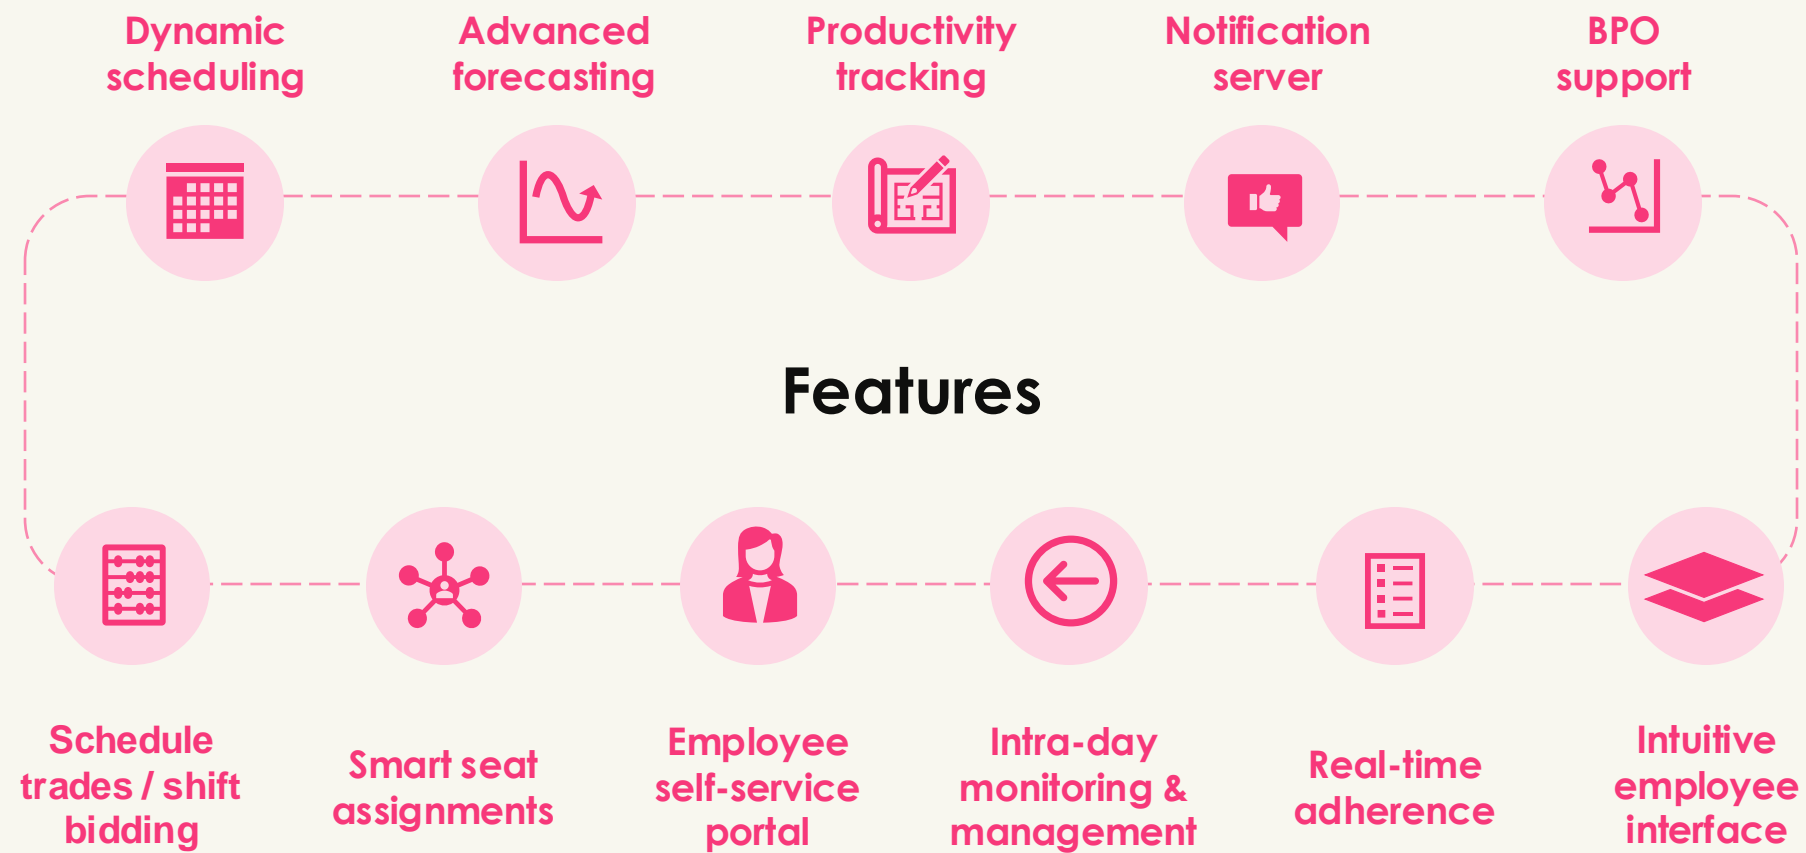 Dynamic
scheduling
Advanced
forecasting
Productivity
tracking
Notification
server
BPO
support
Features
Schedule
trades / shift
bidding
Smart seat
assignments
Employee
self-service
portal
Intra-day
monitoring &
management
Real-time
adherence
Intuitive
employee
interface